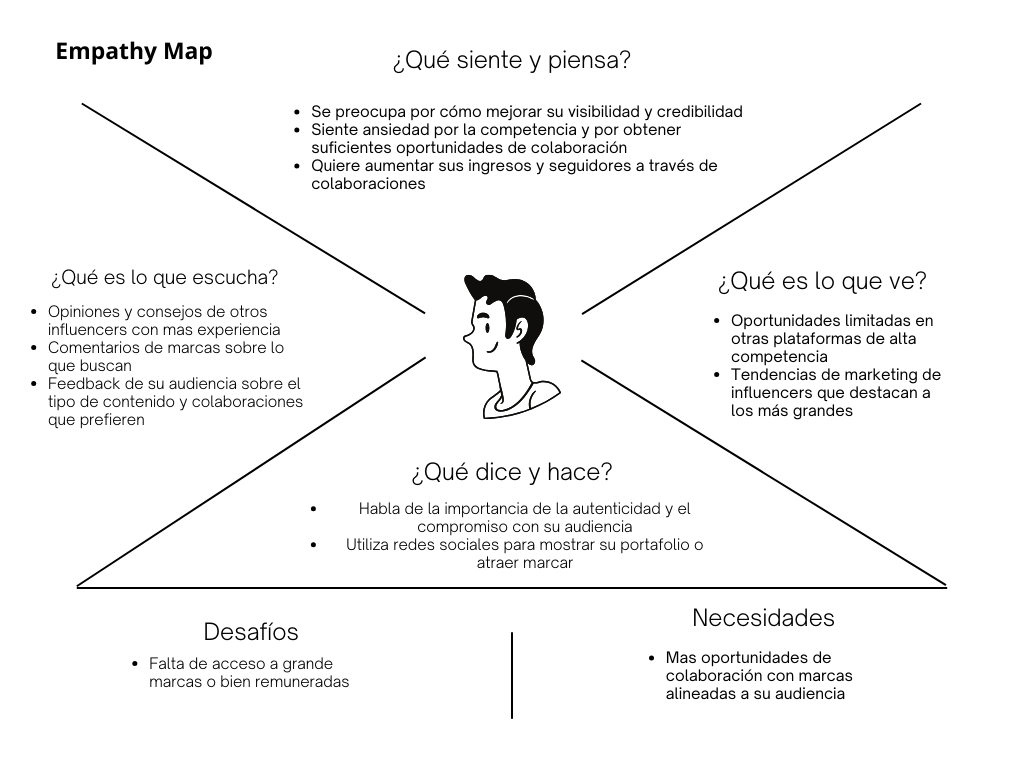 Empathy Map
¿Qué siente y piensa?
• Se preocupa por cómo mejorar su visibilidad y credibilidad
• Siente ansiedad por la competencia y por obtener
suficientes oportunidades de colaboración
• Quiere aumentar sus ingresos y seguidores a través de
colaboraciones
¿Qué es lo que escucha?
• Opiniones y consejos de otros
influencers con mas experiencia
• Comentarios de marcas sobre lo
que buscan
• Feedback de su audiencia sobre el
tipo de contenido y colaboraciones
que prefieren
¿Qué es lo que ve?
• Oportunidades limitadas en
otras plataformas de alta
competencia
• Tendencias de marketing de
influencers que destacan a
los más grandes
¿Qué dice y hace?
• Habla de la importancia de la autenticidad y el
compromiso con su audiencia
• Utiliza redes sociales para mostrar su portafolio o
atraer marcar
Desafíos
• Falta de acceso a grande
marcas o bien remuneradas
Necesidades
• Mas oportunidades de
colaboración con marcas
alineadas a su audiencia